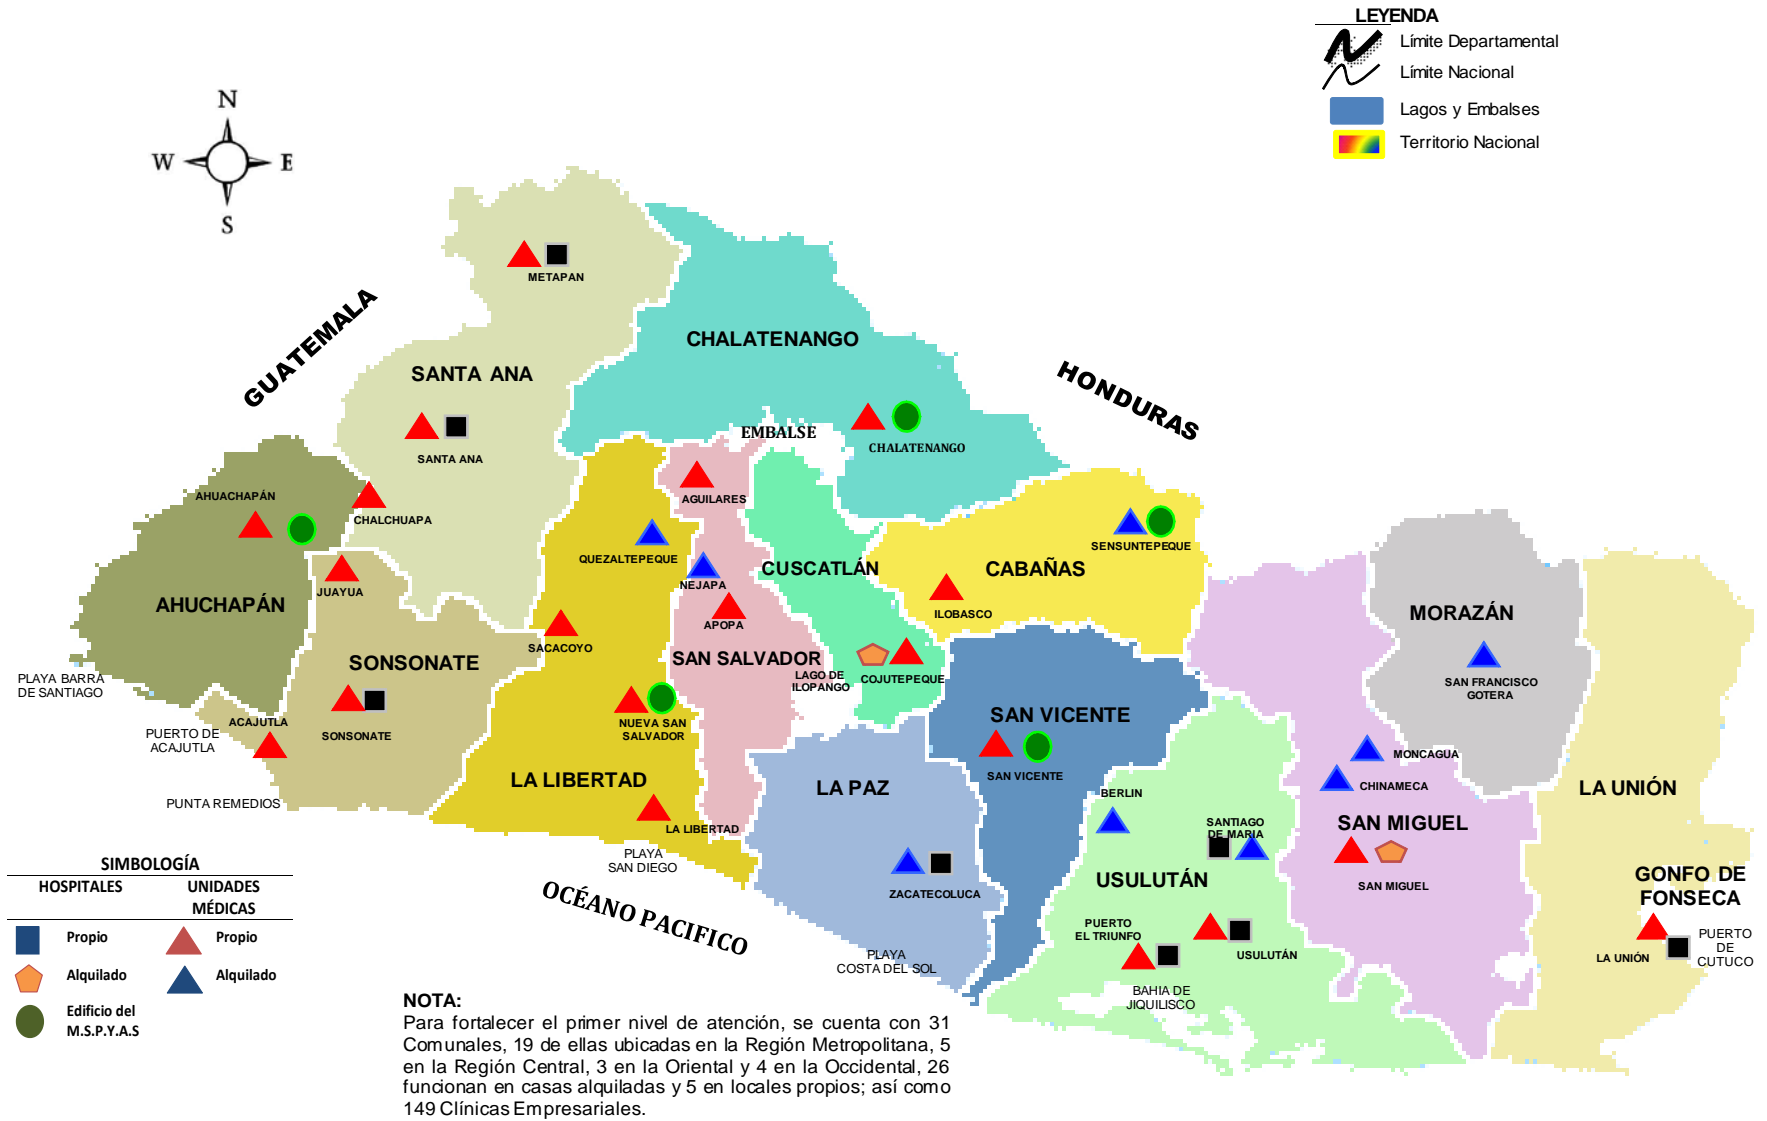 LEYENDA
Límite Departamental
Límite Nacional
Lagos y Embalses
Territorio Nacional
N
W
E
S
GUATEMALA
HONDURAS
METAPAN
CHALATENANGO
SANTA ANA
SANTA ANA
EMBALSE
CHALATENANGO
AHUACHAPÁN
CHALCHUAPA
AGUILARES
QUEZALTEPEQUE
NEJAPA
CUSCATLÁN
SENSUNTEPEQUE
CABAÑAS
ILOBASCO
JUAYUA
AHUCHAPÁN
APOPA
SACACOYO
MORAZÁN
SONSONATE
SAN SALVADOR
LAGO DE
ILOPANGO
COJUTEPEQUE
SAN FRANCISCO
GOTERA
PLAYA BARRA
DE SANTIAGO
ACAJUTLA
PUERTO DE
ACAJUTLA
SONSONATE
NUEVA SAN
SALVADOR
SAN VICENTE
SAN VICENTE
MONCAGUA
CHINAMECA
LA LIBERTAD
LA PAZ
LA UNIÓN
PUNTA REMEDIOS
BERLIN
LA LIBERTAD
SANTIAGO
DE MARIA
SAN MIGUEL
PLAYA
SAN DIEGO
SAN MIGUEL
USULUTÁN
ZACATECOLUCA
GONFO DE
FONSECA
OCÉANO PACIFICO
PUERTO
EL TRIUNFO
USULUTÁN
PLAYA
COSTA DEL SOL
LA UNIÓN
PUERTO
DE
CUTUCO
BAHIA DE
JIQUILISCO
SIMBOLOGÍA
HOSPITALES
UNIDADES
MÉDICAS
Propio
Propio
Alquilado
Alquilado
Edificio del
M.S.P.Y.A.S
NOTA:
Para fortalecer el primer nivel de atención, se cuenta con 31
Comunales, 19 de ellas ubicadas en la Región Metropolitana, 5
en la Región Central, 3 en la Oriental y 4 en la Occidental, 26
funcionan en casas alquiladas y 5 en locales propios; así como
149 Clínicas Empresariales.